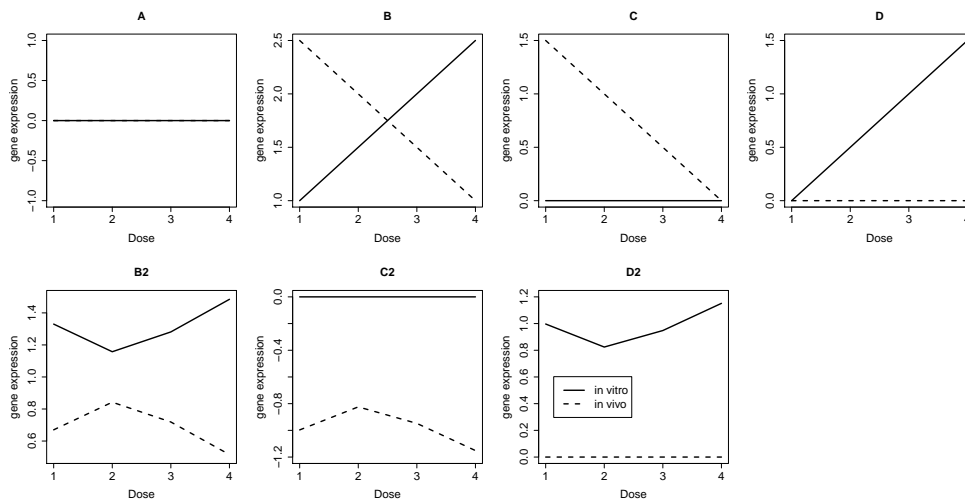 A
gene expression
1.0
0.5
0.0
−0.5
−1.0
1 2 3 4
Dose
B
gene expression
2.5
2.0
1.5
1.0
1 2 3 4
Dose
C
gene expression
1.5
1.0
0.5
0.0
1 2 3 4
Dose
D
gene expression
1.5
1.0
0.5
0.0
1 2 3 4
Dose
B2
gene expression
1.4
1.2
1.0
0.8
0.6
1 2 3 4
Dose
C2
gene expression
0.0
−0.4
−0.8
−1.2
1 2 3 4
Dose
D2
gene expression
1.2
1.0
0.8
0.6
0.4
0.2
0.0
in vitro
in vivo
1 2 3 4
Dose